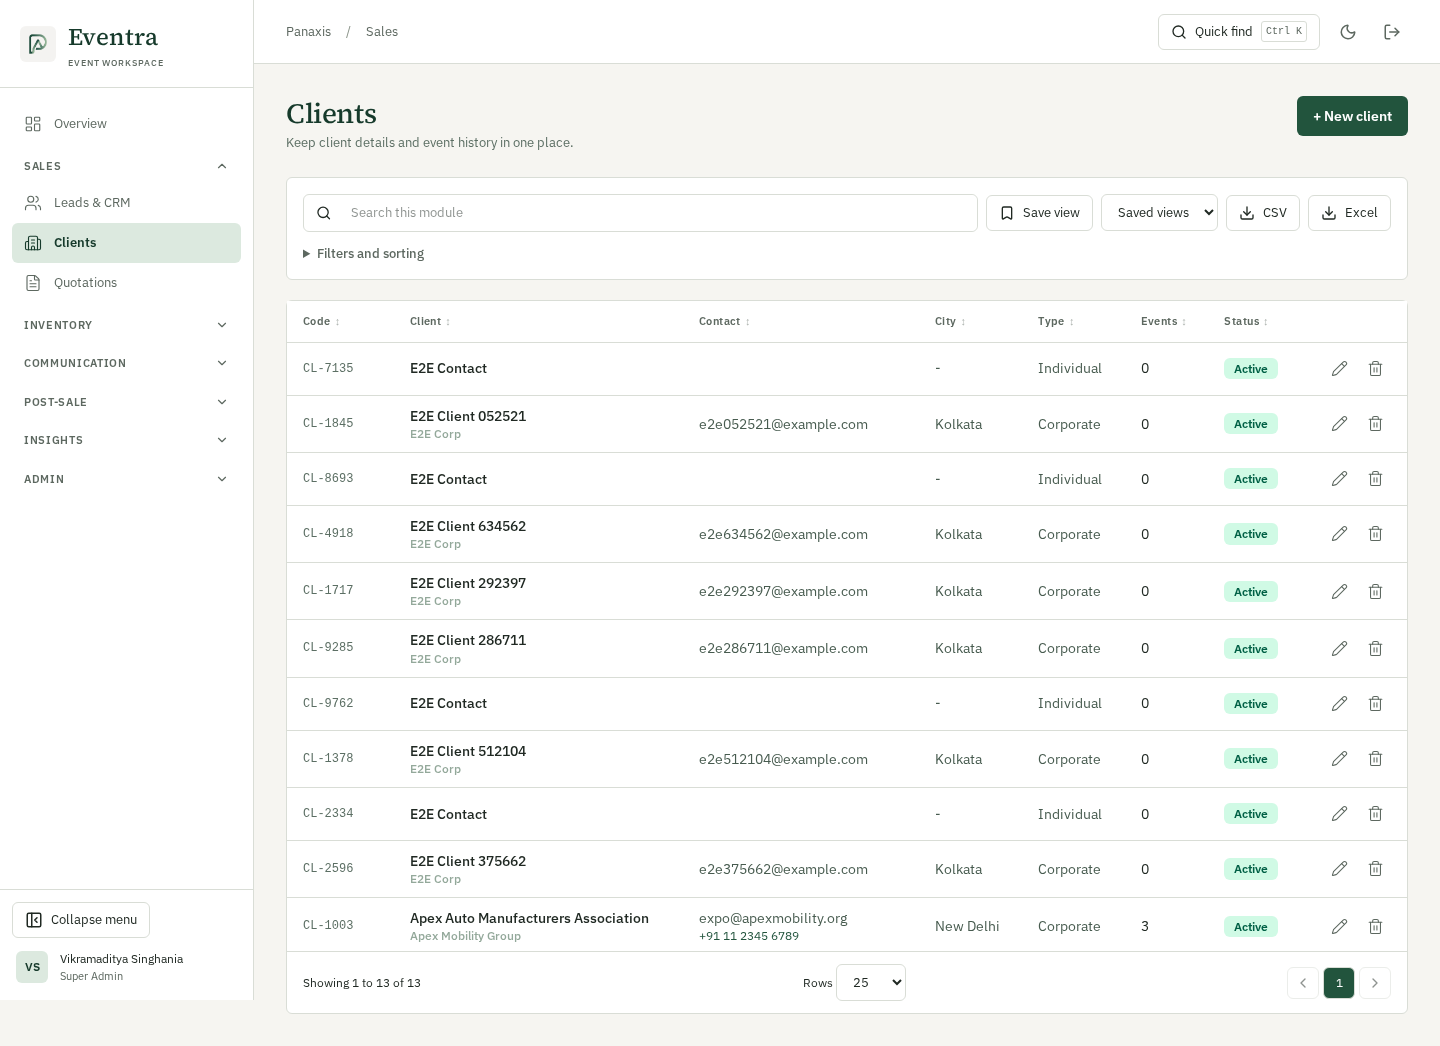 Eventra
EVENT WORKSPACE
Panaxis / Sales
Quick find Ctrl K
Overview
SALES
Leads & CRM
Clients
Quotations
INVENTORY
COMMUNICATION
POST-SALE
INSIGHTS
ADMIN
Collapse menu
VS
Vikramaditya Singhania
Super Admin
Clients
Keep client details and event history in one place.
+ New client
Search this module
Save view
Saved views
CSV
Excel
Filters and sorting
Code Client Contact City Type Events Status
CL-7135 E2E Contact - Individual 0 Active
CL-1845 E2E Client 052521 e2e052521@example.com Kolkata Corporate 0 Active
E2E Corp
CL-8693 E2E Contact - Individual 0 Active
CL-4918 E2E Client 634562 e2e634562@example.com Kolkata Corporate 0 Active
E2E Corp
CL-1717 E2E Client 292397 e2e292397@example.com Kolkata Corporate 0 Active
E2E Corp
CL-9285 E2E Client 286711 e2e286711@example.com Kolkata Corporate 0 Active
E2E Corp
CL-9762 E2E Contact - Individual 0 Active
CL-1378 E2E Client 512104 e2e512104@example.com Kolkata Corporate 0 Active
E2E Corp
CL-2334 E2E Contact - Individual 0 Active
CL-2596 E2E Client 375662 e2e375662@example.com Kolkata Corporate 0 Active
E2E Corp
CL-1003 Apex Auto Manufacturers Association expo@apexmobility.org New Delhi Corporate 3 Active
Apex Mobility Group +91 11 2345 6789
Showing 1 to 13 of 13
Rows 25
1